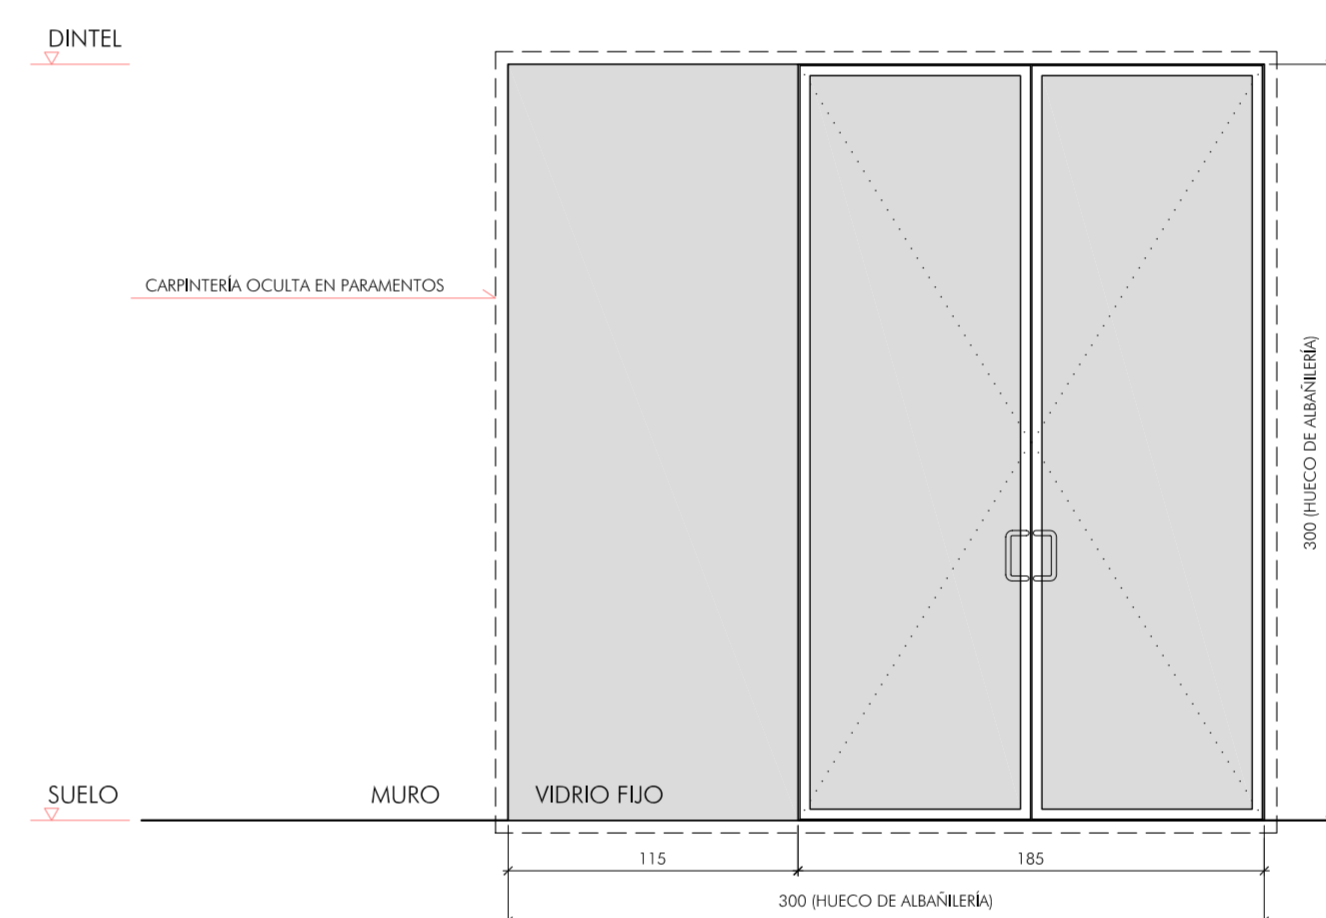 DINTEL
CARPINTERÍA OCULTA EN PARAMENTOS
300 (HUECO DE ALBAÑILERÍA)
SUELO
MURO
VIDRIO FIJO
115
185
300 (HUECO DE ALBAÑILERÍA)